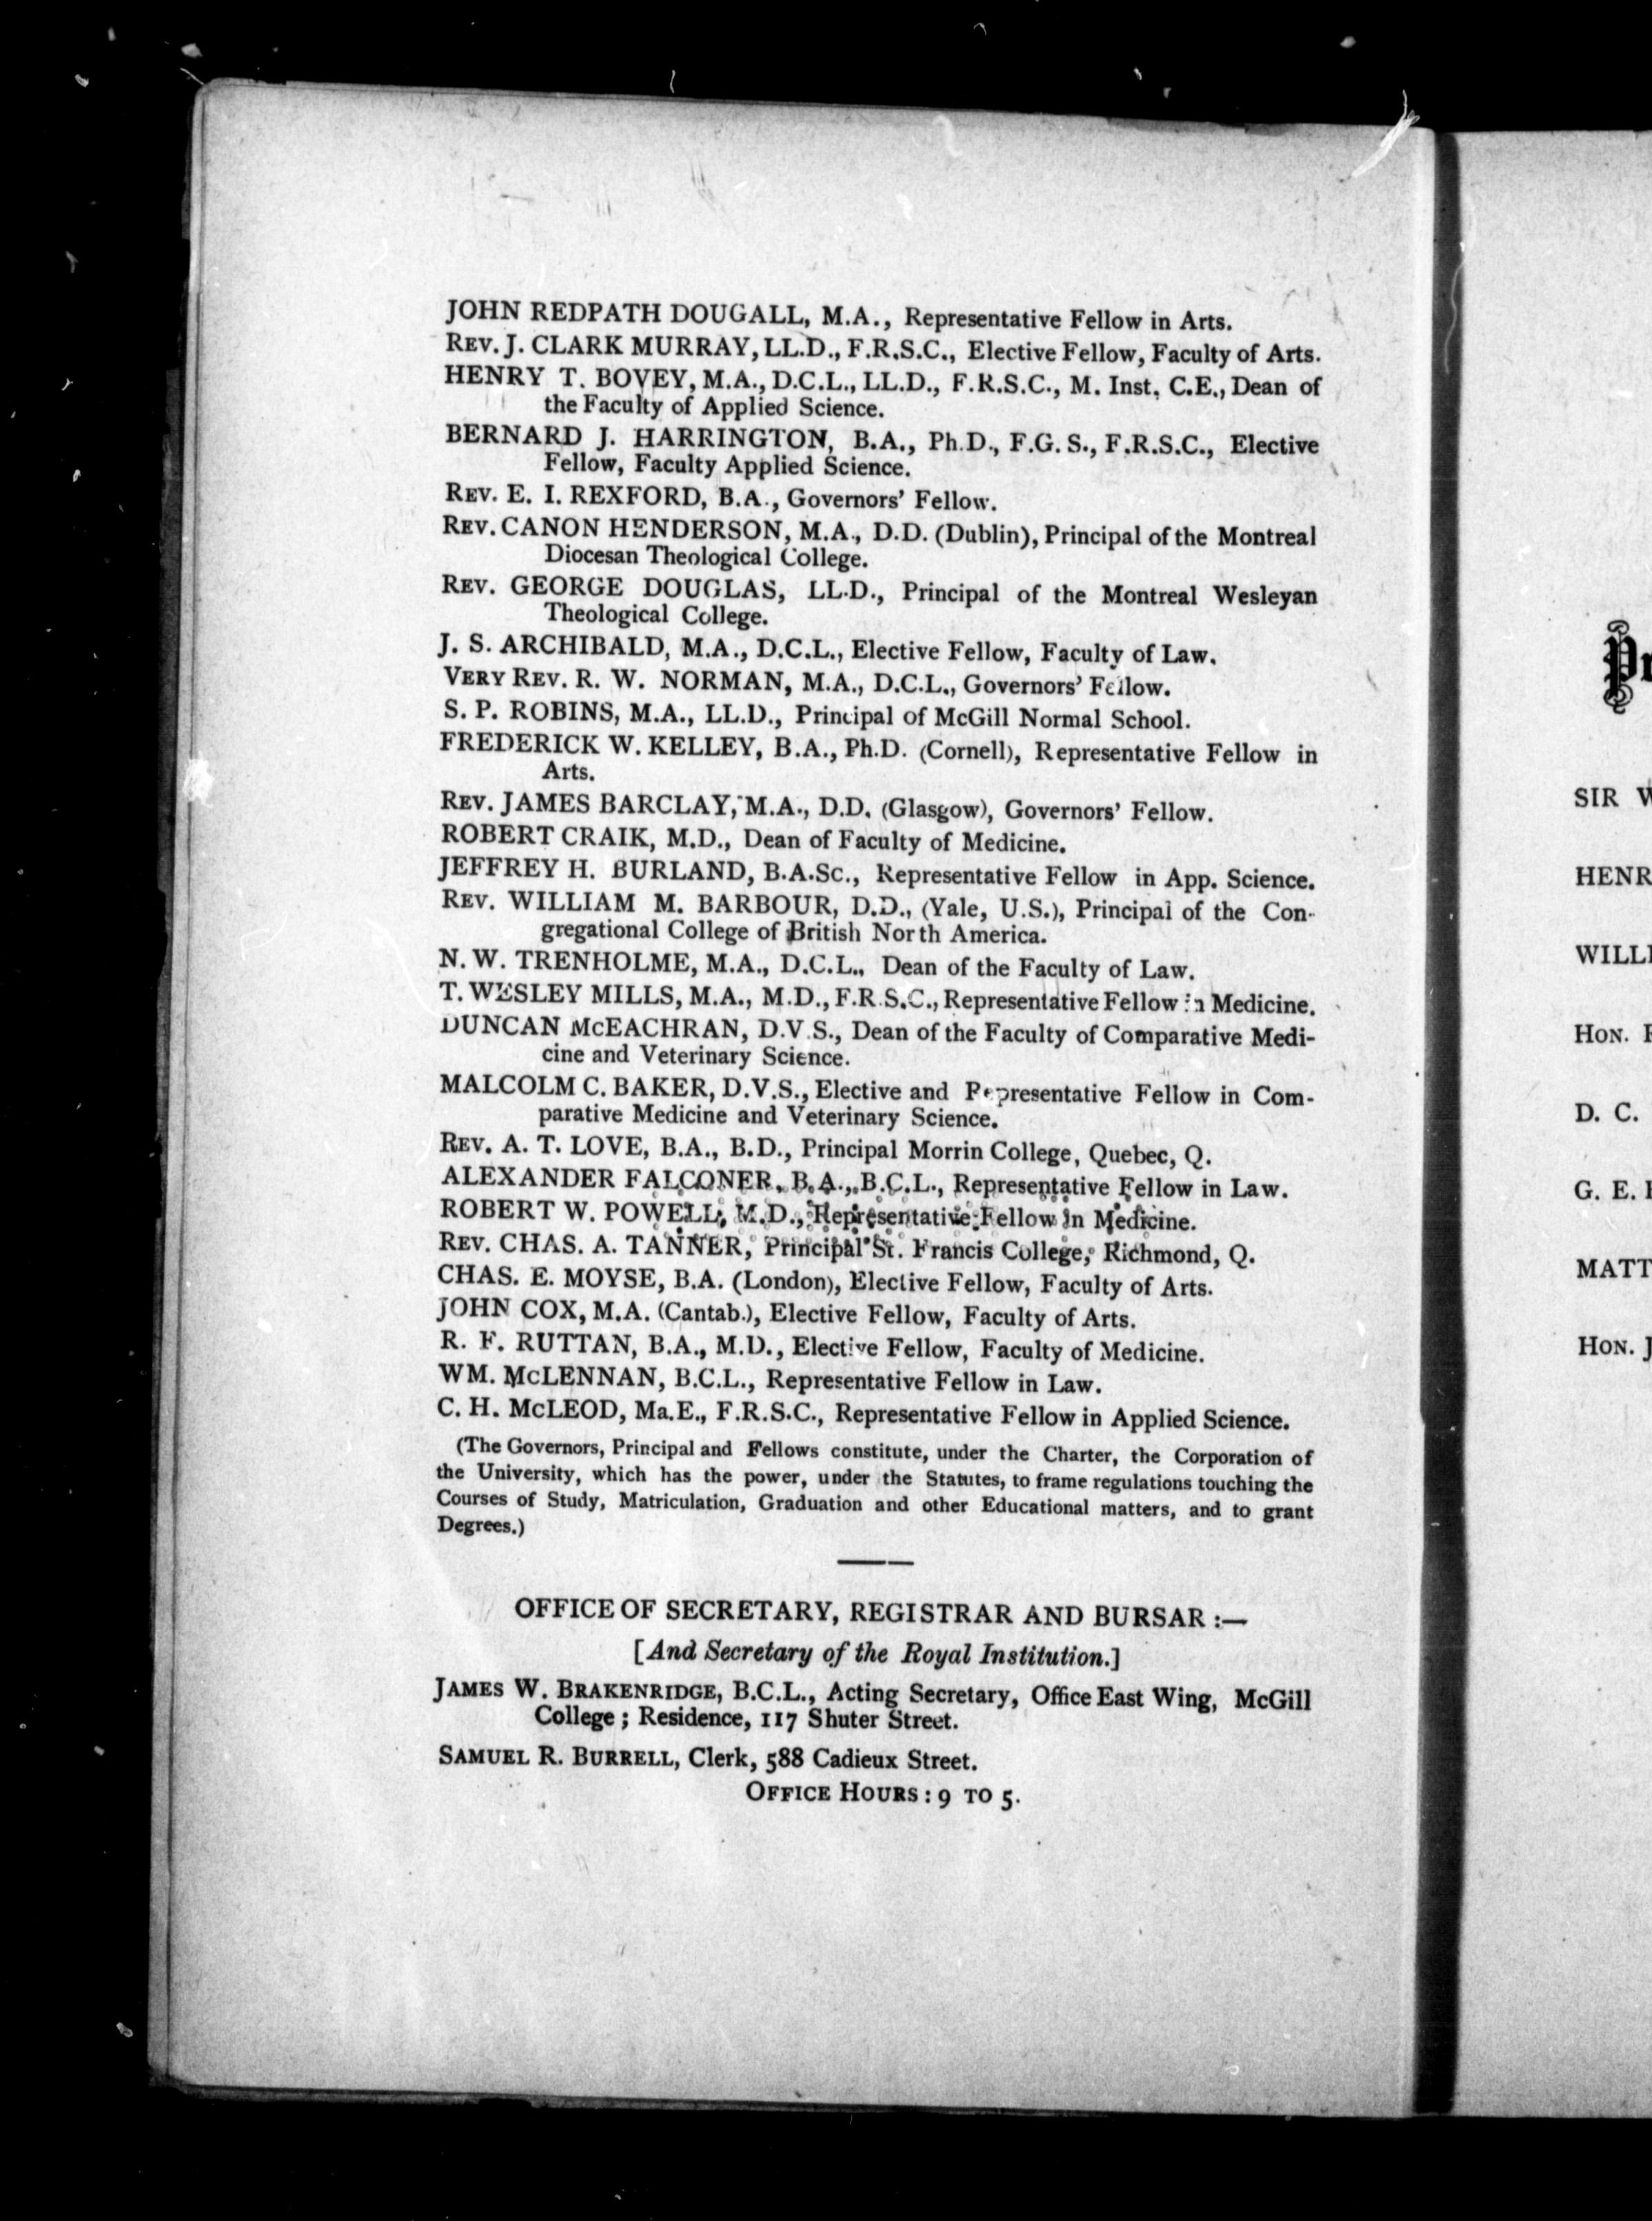 JOHN REDPATH DOUGALL, M.A., Representative Fellow in Arts.
REV. J. CLARK MURRAY, LL.D., F.R.S.C., Elective Fellow, Faculty of Arts.
HENRY T. BOVEY, M.A., D.C.L., LL.D., F.R.S.C., M. Inst. C.E., Dean of
the Faculty of Applied Science.
BERNARD J. HARRINGTON, B.A., Ph.D., F.G.S., F.R.S.C., Elective
Fellow, Faculty Applied Science.
REV. E. I. REXFORD, B.A., Governors' Fellow.
REV. CANON HENDERSON, M.A., D.D. (Dublin), Principal of the Montreal
Diocesan Theological College.
REV. GEORGE DOUGLAS, LL.D., Principal of the Montreal Wesleyan
Theological College.
J. S. ARCHIBALD, M.A., D.C.L., Elective Fellow, Faculty of Law.
VERY REV. R. W. NORMAN, M.A., D.C.L., Governors' Fellow.
S. P. ROBINS, M.A., LL.D., Principal of McGill Normal School.
FREDERICK W. KELLEY, B.A., Ph.D. (Cornell), Representative Fellow in
Arts.
REV. JAMES BARCLAY, M.A., D.D. (Glasgow), Governors' Fellow.
ROBERT CRAIK, M.D., Dean of Faculty of Medicine.
JEFFREY H. BURLAND, B.A.Sc., Representative Fellow in App. Science.
REV. WILLIAM M. BARBOUR, D.D., (Yale, U.S.), Principal of the Con-
gregational College of British North America.
N. W. TRENHOLME, M.A., D.C.L., Dean of the Faculty of Law.
T. WESLEY MILLS, M.A., M.D., F.R.S.C., Representative Fellow in Medicine.
DUNCAN McEACHRAN, D.V.S., Dean of the Faculty of Comparative Medi-
cine and Veterinary Science.
MALCOLM C. BAKER, D.V.S., Elective and Representative Fellow in Com-
parative Medicine and Veterinary Science.
REV. A. T. LOVE, B.A., B.D., Principal Morrin College, Quebec, Q.
ALEXANDER FALCONER, B.A., B.C.L., Representative Fellow in Law.
ROBERT W. POWELL, M.D., Representative Fellow in Medicine.
REV. CHAS. A. TANNER, Principal St. Francis College, Richmond, Q.
CHAS. E. MOYSE, B.A. (London), Elective Fellow, Faculty of Arts.
JOHN COX, M.A. (Cantab.), Elective Fellow, Faculty of Arts.
R. F. RUTTAN, B.A., M.D., Elective Fellow, Faculty of Medicine.
WM. McLENNAN, B.C.L., Representative Fellow in Law.
C. H. McLEOD, Ma.E., F.R.S.C., Representative Fellow in Applied Science.
(The Governors, Principal and Fellows constitute, under the Charter, the Corporation of
the University, which has the power, under the Statutes, to frame regulations touching the
Courses of Study, Matriculation, Graduation and other Educational matters, and to grant
Degrees.)
OFFICE OF SECRETARY, REGISTRAR AND BURSAR :—
[And Secretary of the Royal Institution.]
JAMES W. BRAKENRIDGE, B.C.L., Acting Secretary, Office East Wing, McGill
College ; Residence, 117 Shuter Street.
SAMUEL R. BURRELL, Clerk, 588 Cadieux Street.
OFFICE HOURS : 9 TO 5.
SIR
HENR
WILL
HON.
D. C.
G. E.
MATT
HON. J